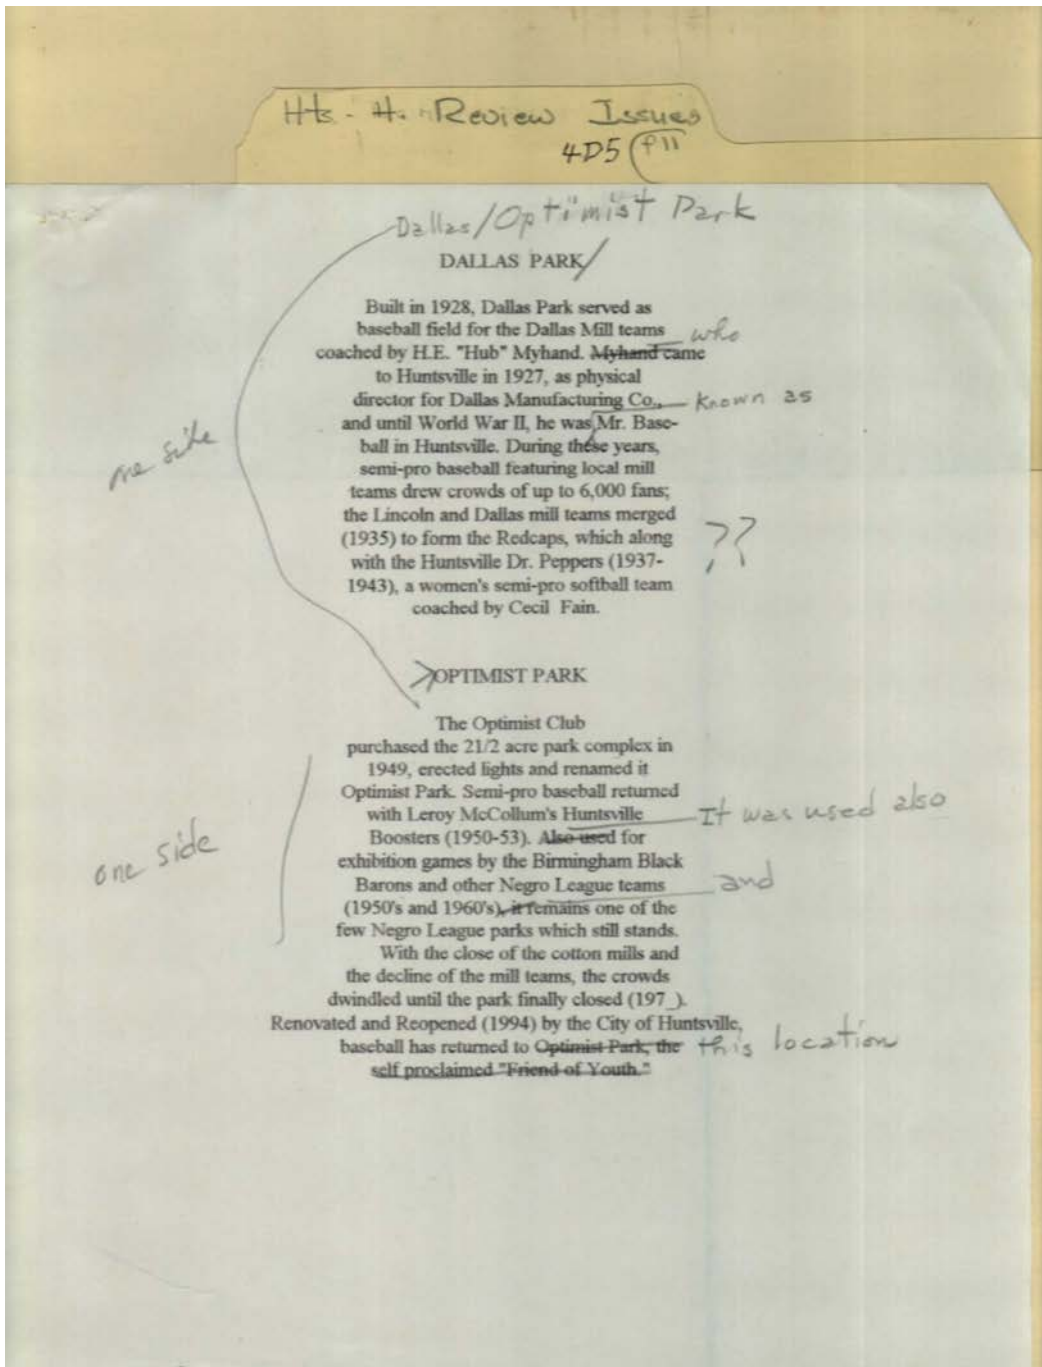 Hts - H. Review Issues
4D5 P11
Dallas/Optimist Park
DALLAS PARK
Built in 1928, Dallas Park served as
baseball field for the Dallas Mill teams
who
coached by H.E. "Hub" Myhand. Myhand came
to Huntsville in 1927, as physical
director for Dallas Manufacturing Co.,
known as
and until World War II, he was Mr. Base-
ball in Huntsville. During these years,
one side
semi-pro baseball featuring local mill
teams drew crowds of up to 6,000 fans;
the Lincoln and Dallas mill teams merged
(1935) to form the Redcaps, which along
??
with the Huntsville Dr. Peppers (1937-
1943), a women's semi-pro softball team
coached by Cecil Fain.
OPTIMIST PARK
The Optimist Club
purchased the 21/2 acre park complex in
1949, erected lights and renamed it
Optimist Park. Semi-pro baseball returned
with Leroy McCollum's Huntsville
It was used also
Boosters (1950-53). Also used for
one side
exhibition games by the Birmingham Black
Barons and other Negro League teams
and
(1950's and 1960's), it remains one of the
few Negro League parks which still stands.
With the close of the cotton mills and
the decline of the mill teams, the crowds
dwindled until the park finally closed (197_).
Renovated and Reopened (1994) by the City of Huntsville,
baseball has returned to Optimist Park, the
this location
self proclaimed "Friend of Youth."